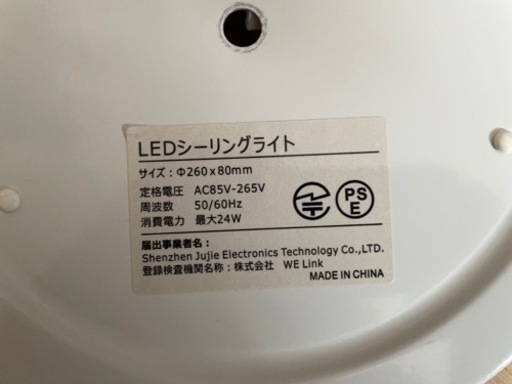 LEDシーリングライト
サイズ：Φ260x80mm
定格電圧 AC85V-265V
周波数 50/60Hz
消費電力 最大24W
PS
E
届出事業者名：
Shenzhen Jujie Electronics Technology Co.,LTD.
登録検査機関名称：株式会社 WE Link
MADE IN CHINA